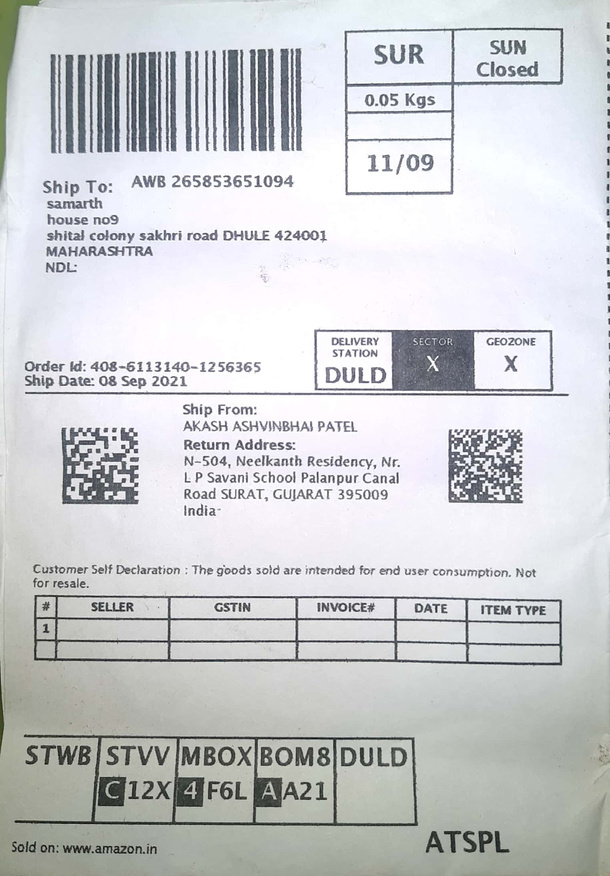 SUR
SUN
Closed
0.05 Kgs
11/09
Ship To: AWB 265853651094
samarth
house no9
shital colony sakhri road DHULE 424001
MAHARASHTRA
NDL:
Order Id: 408-6113140-1256365
Ship Date: 08 Sep 2021
DELIVERY
STATION
DULD
SECTOR
X
GEOZONE
X
Ship From:
AKASH ASHVINBHAI PATEL
Return Address:
N-504, Neelkanth Residency, Nr.
L P Savani School Palanpur Canal
Road SURAT, GUJARAT 395009
India-
Customer Self Declaration : The goods sold are intended for end user consumption. Not
for resale.
# SELLER GSTIN INVOICE# DATE ITEM TYPE
1
STWB STVV MBOX BOM8 DULD
C 12X 4 F6L A A21
Sold on: www.amazon.in
ATSPL